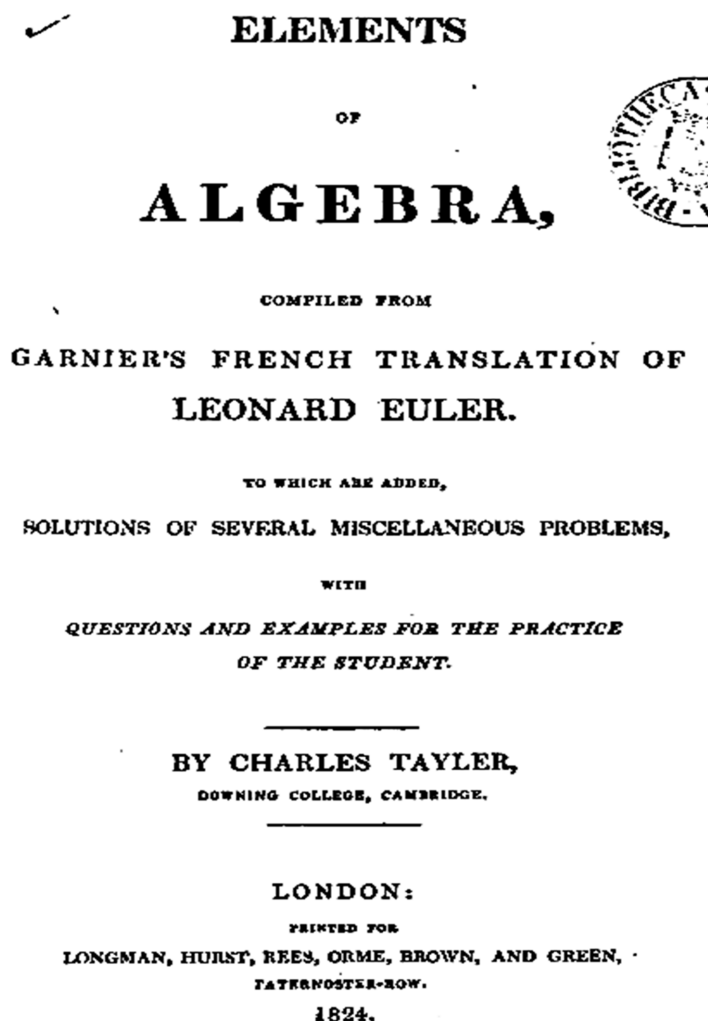 ELEMENTS
OF
ALGEBRA,
COMPILED FROM
GARNIER'S FRENCH TRANSLATION OF
LEONARD EULER.
TO WHICH ARE ADDED,
SOLUTIONS OF SEVERAL MISCELLANEOUS PROBLEMS,
WITH
QUESTIONS AND EXAMPLES FOR THE PRACTICE
OF THE STUDENT.
BY CHARLES TAYLER,
DOWNING COLLEGE, CAMBRIDGE.
LONDON:
PRINTED FOR
LONGMAN, HURST, REES, ORME, BROWN, AND GREEN,
PATERNOSTER-ROW.
1824.
BIBLIOTHECA